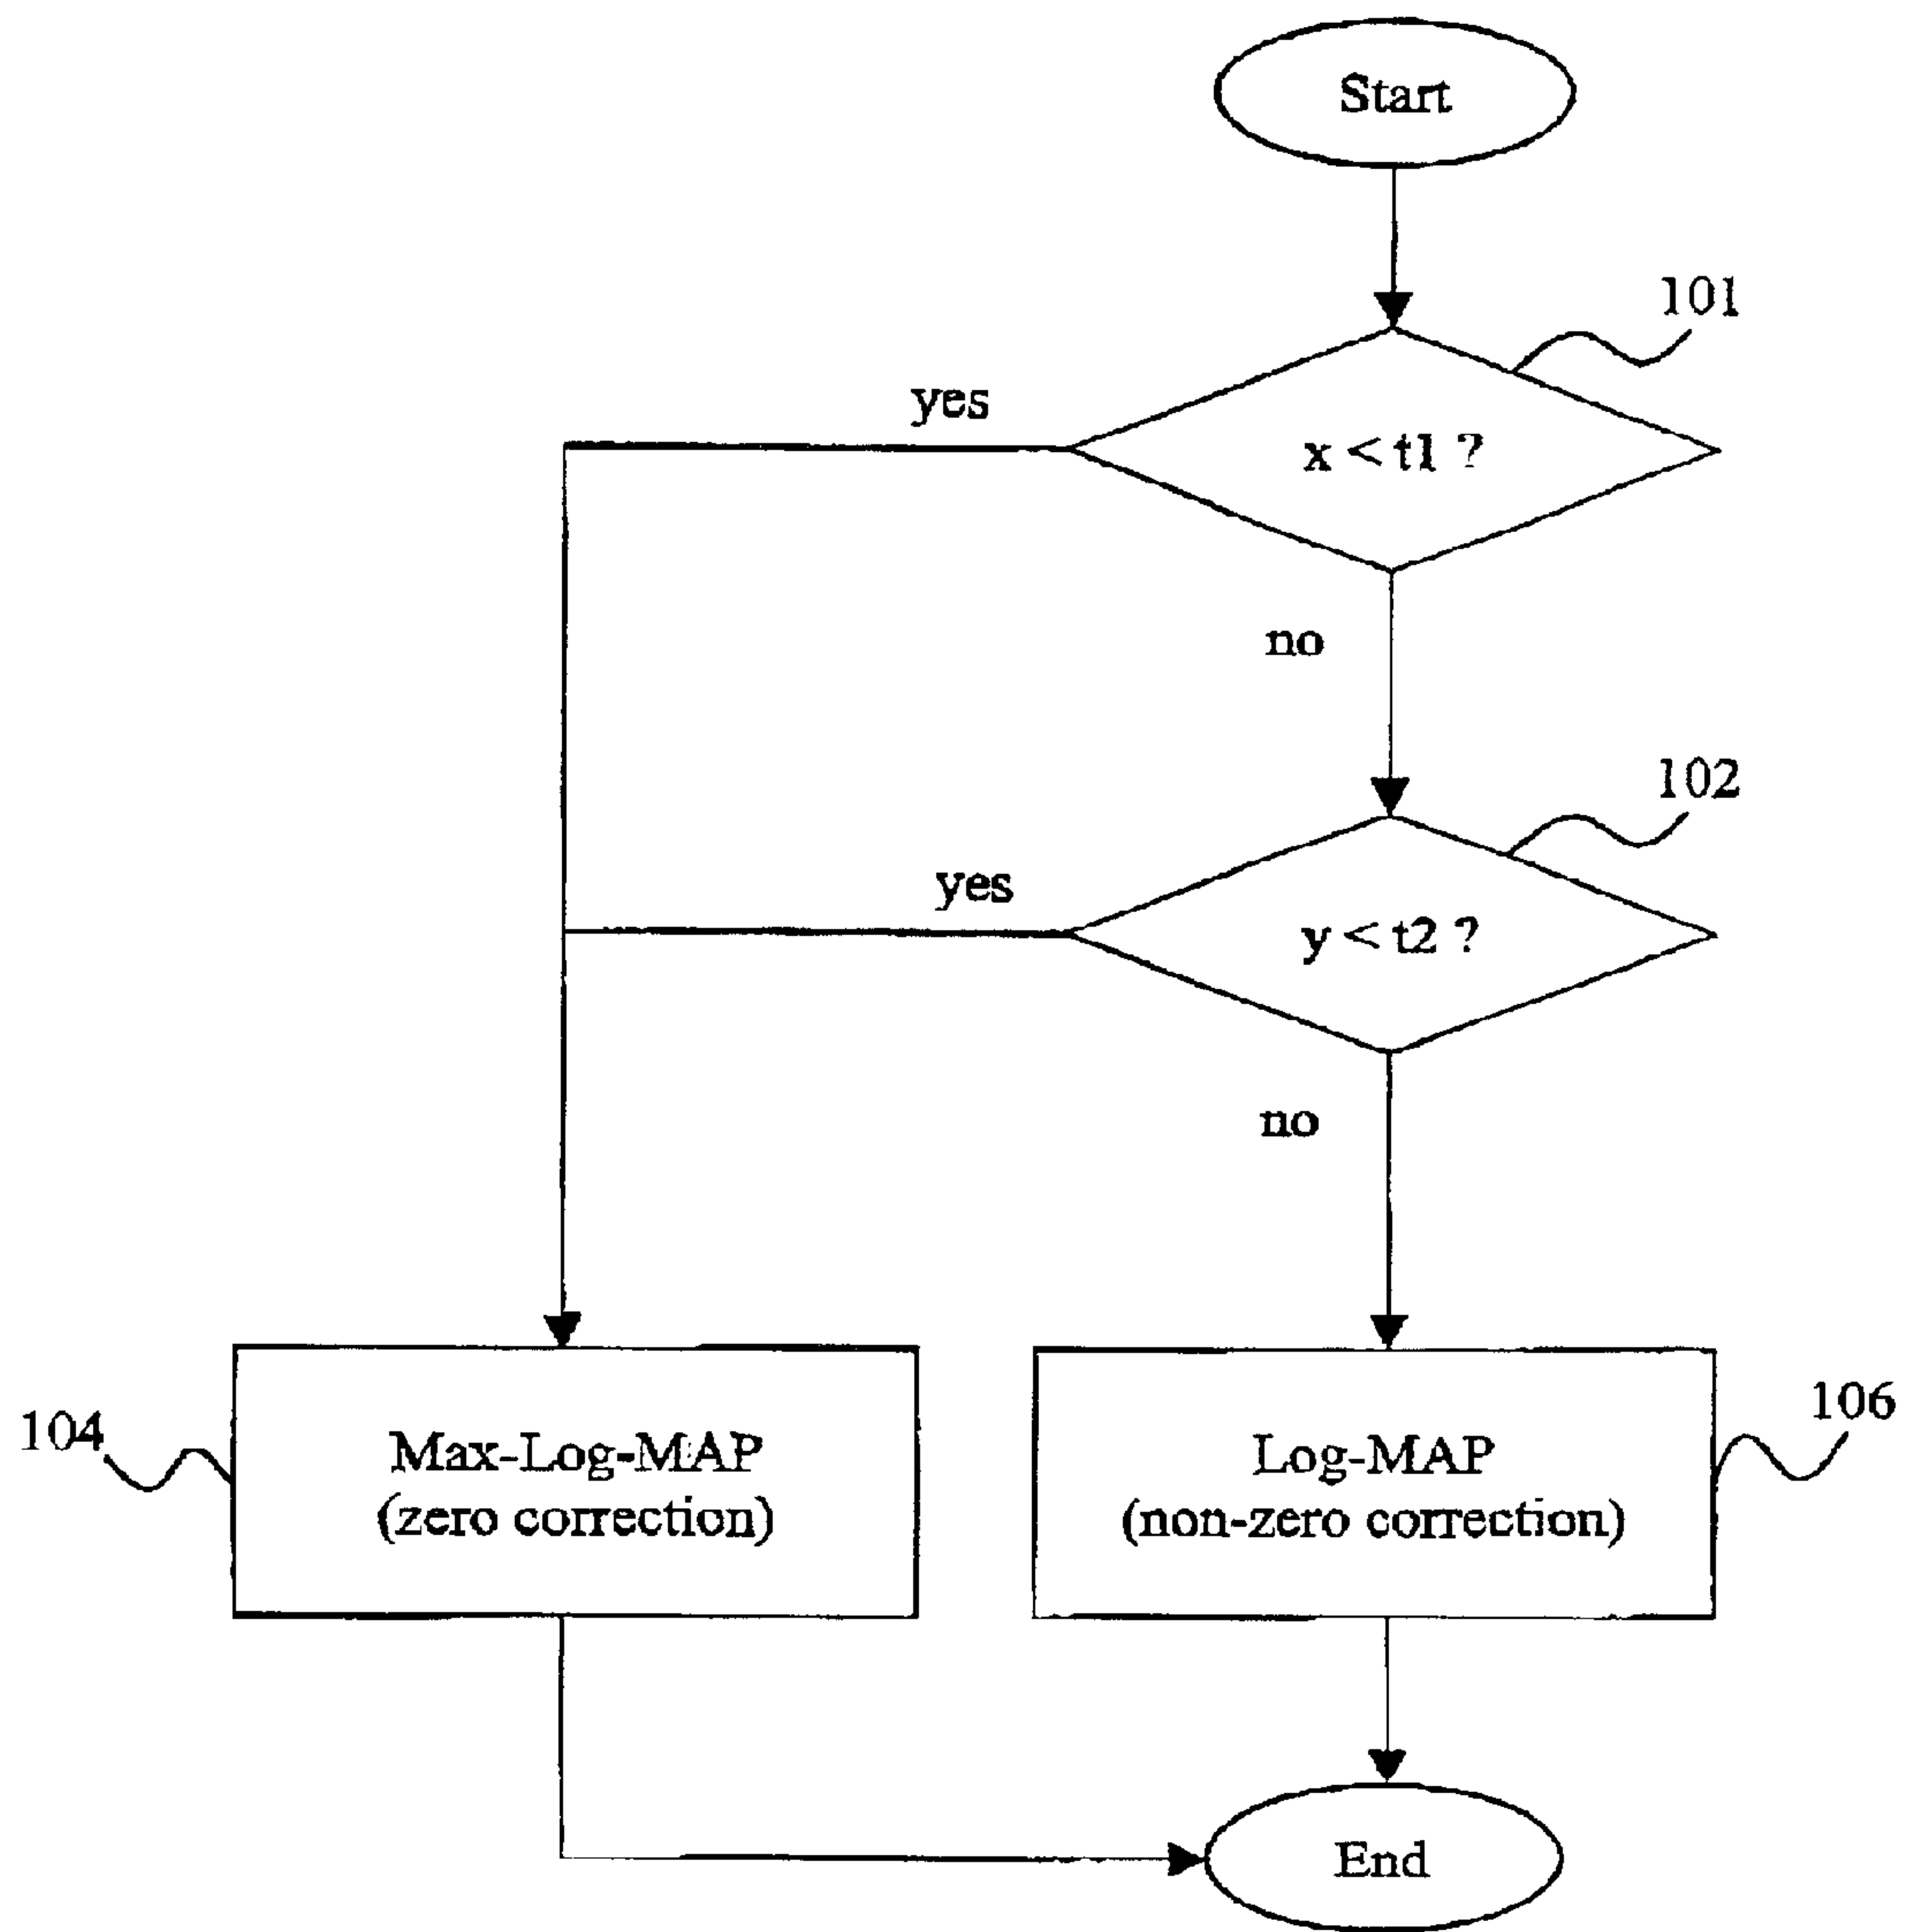 Start
101
yes
x < t1 ?
no
102
yes
y < t2 ?
no
104
Max-Log-MAP
(zero correction)
Log-MAP
(non-zero correction)
106
End